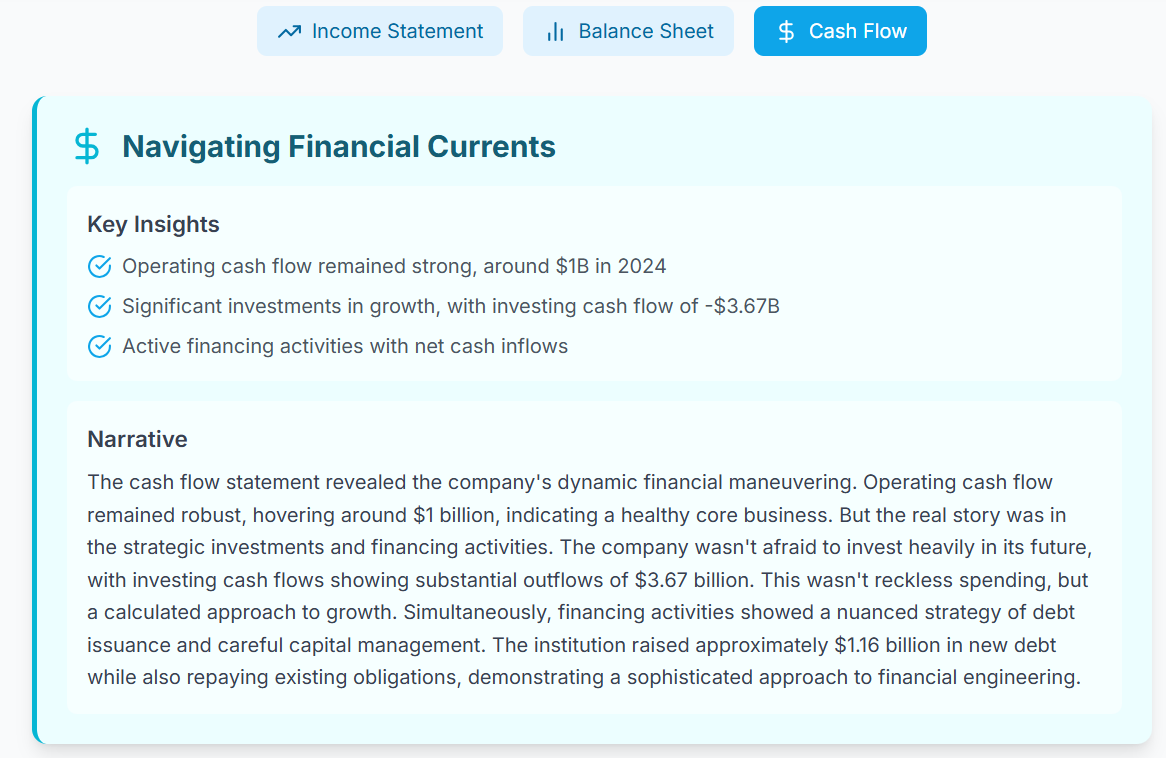 Income Statement
Balance Sheet
Cash Flow
Navigating Financial Currents
Key Insights
Operating cash flow remained strong, around $1B in 2024
Significant investments in growth, with investing cash flow of -$3.67B
Active financing activities with net cash inflows
Narrative
The cash flow statement revealed the company's dynamic financial maneuvering. Operating cash flow
remained robust, hovering around $1 billion, indicating a healthy core business. But the real story was in
the strategic investments and financing activities. The company wasn't afraid to invest heavily in its future,
with investing cash flows showing substantial outflows of $3.67 billion. This wasn't reckless spending, but
a calculated approach to growth. Simultaneously, financing activities showed a nuanced strategy of debt
issuance and careful capital management. The institution raised approximately $1.16 billion in new debt
while also repaying existing obligations, demonstrating a sophisticated approach to financial engineering.